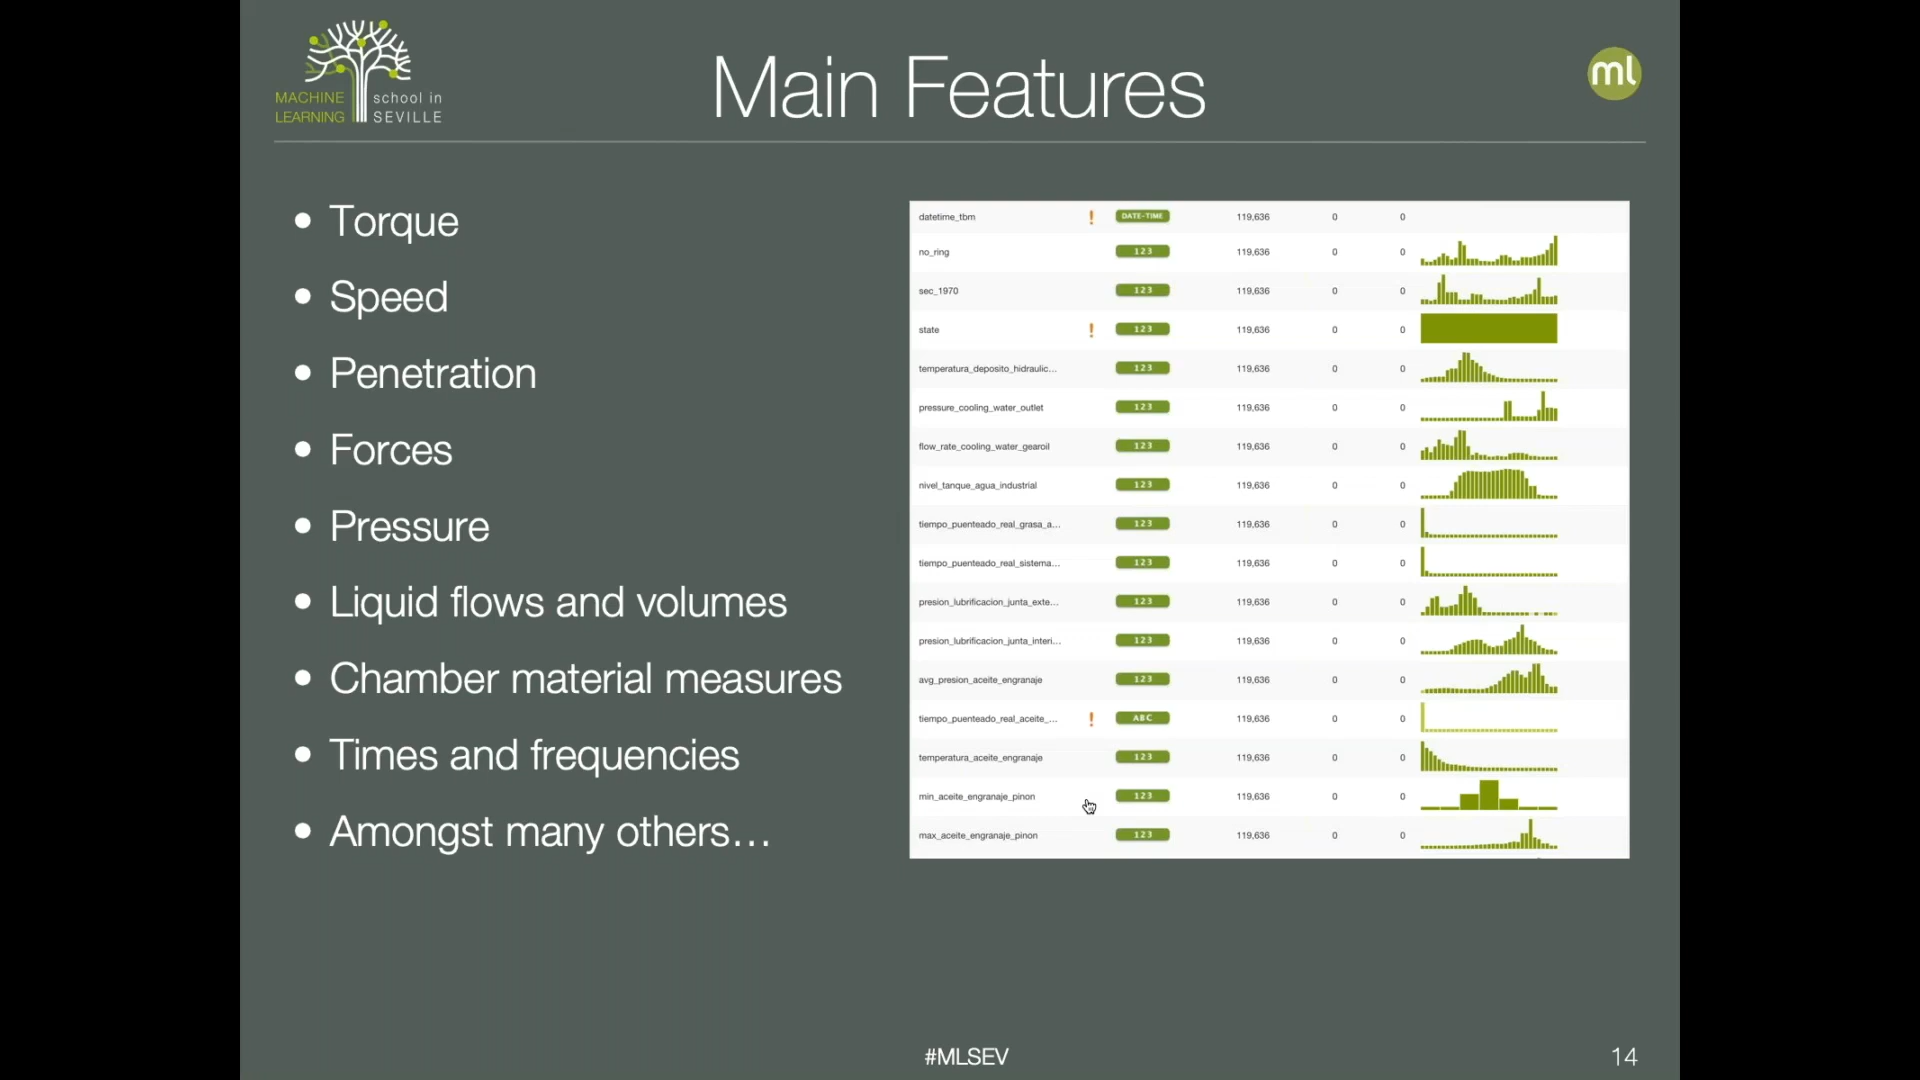 MACHINE school in
LEARNING SEVILLE
Main Features
ml
• Torque
• Speed
• Penetration
• Forces
• Pressure
• Liquid flows and volumes
• Chamber material measures
• Times and frequencies
• Amongst many others...
datetime_tbm ! DATE-TIME 119,636 0 0
no_ring 123 119,636 0 0
sec_1970 123 119,636 0 0
state ! 123 119,636 0 0
temperatura_deposito_hidraulic... 123 119,636 0 0
pressure_cooling_water_outlet 123 119,636 0 0
flow_rate_cooling_water_gearoil 123 119,636 0 0
nivel_tanque_agua_industrial 123 119,636 0 0
tiempo_puenteado_real_grasa_a... 123 119,636 0 0
tiempo_puenteado_real_sistema... 123 119,636 0 0
presion_lubrificacion_junta_exte... 123 119,636 0 0
presion_lubrificacion_junta_interi... 123 119,636 0 0
avg_presion_aceite_engranaje 123 119,636 0 0
tiempo_puenteado_real_aceite_... ! ABC 119,636 0 0
temperatura_aceite_engranaje 123 119,636 0 0
min_aceite_engranaje_pinon 123 119,636 0 0
max_aceite_engranaje_pinon 123 119,636 0 0
#MLSEV
14